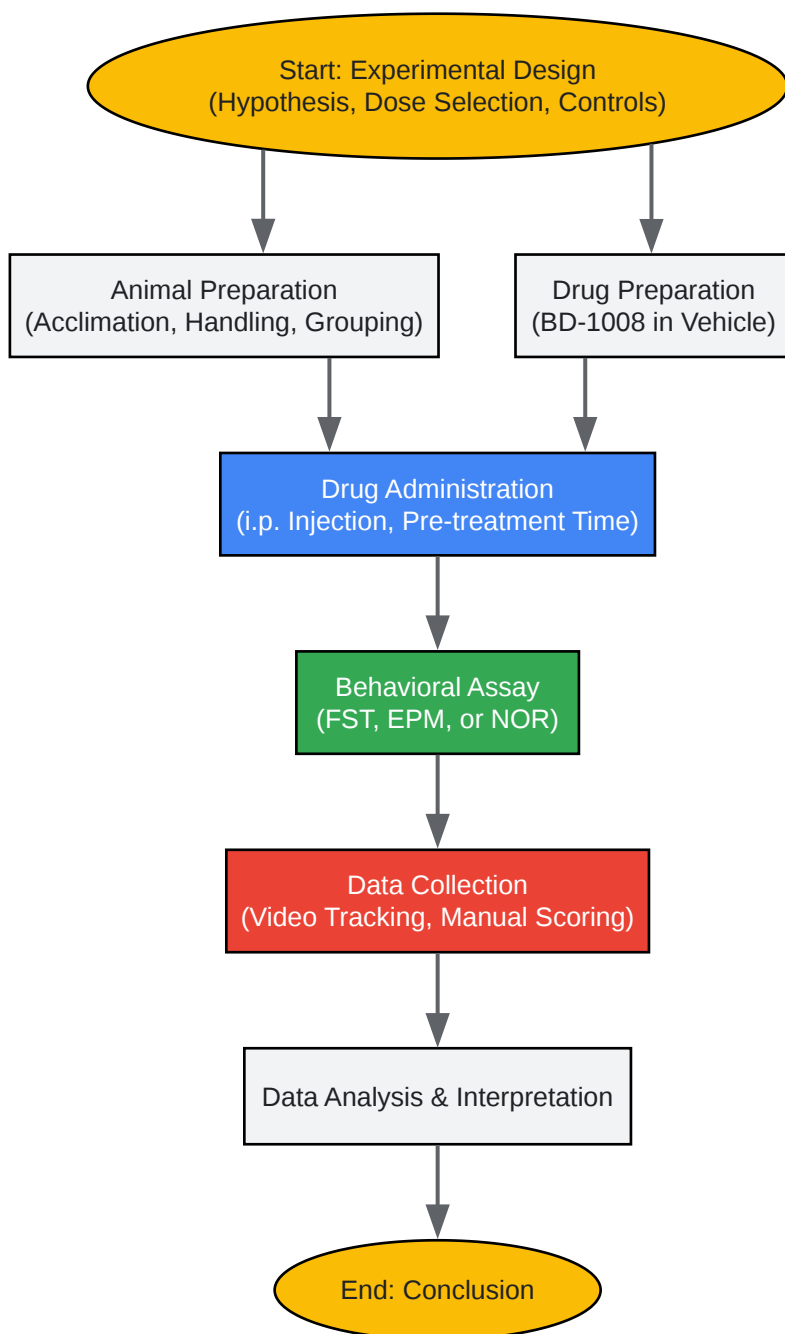 Start: Experimental Design
(Hypothesis, Dose Selection, Controls)
Animal Preparation
(Acclimation, Handling, Grouping)
Drug Preparation
(BD-1008 in Vehicle)
Drug Administration
(i.p. Injection, Pre-treatment Time)
Behavioral Assay
(FST, EPM, or NOR)
Data Collection
(Video Tracking, Manual Scoring)
Data Analysis & Interpretation
End: Conclusion